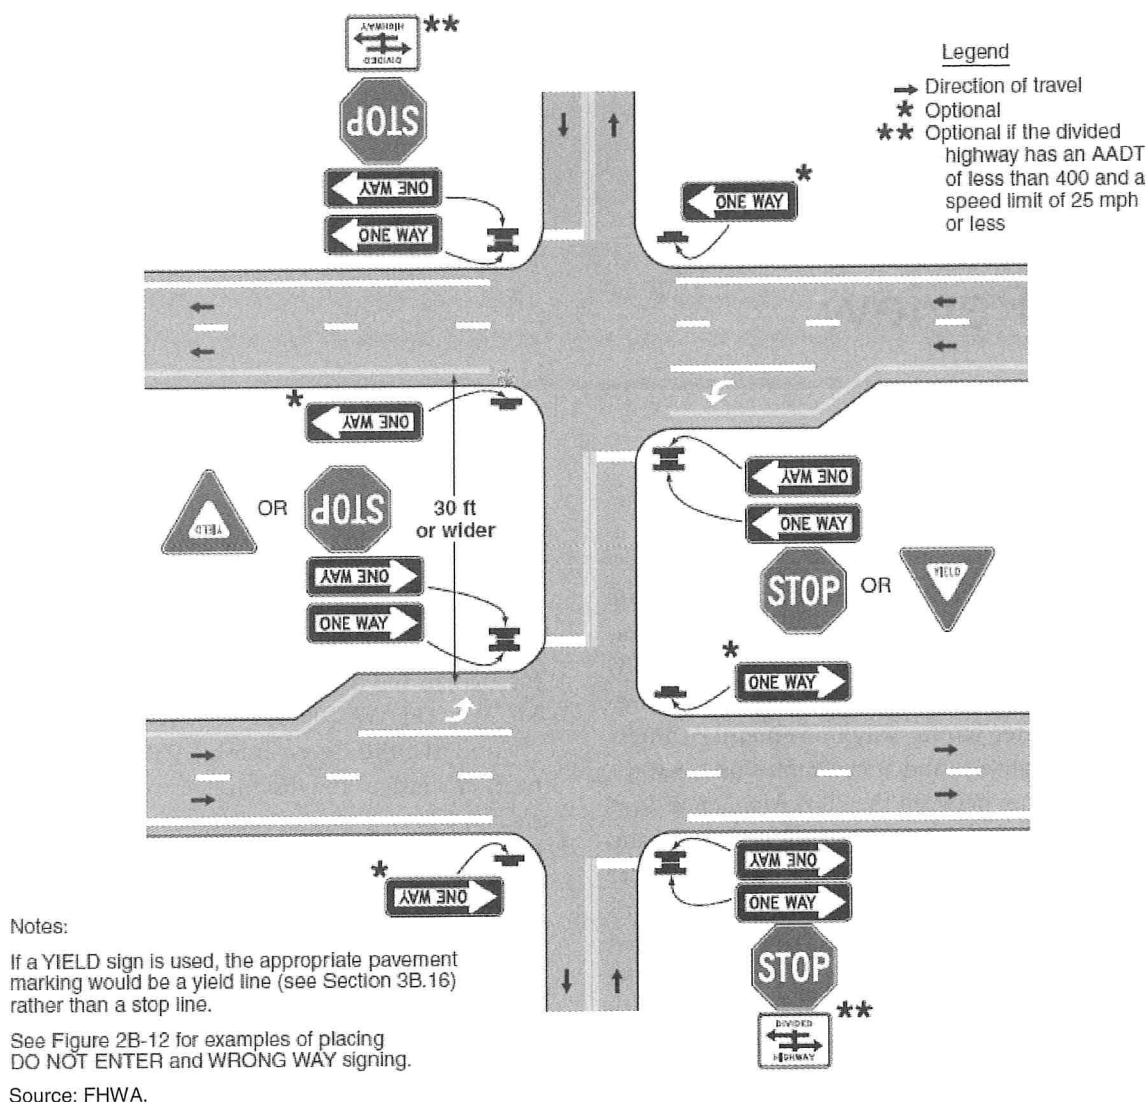 DIVIDED
HIGHWAY
**
STOP
ONE WAY
ONE WAY
ONE WAY
*
Legend
Direction of travel
* Optional
** Optional if the divided
highway has an AADT
of less than 400 and a
speed limit of 25 mph
or less
*
ONE WAY
YIELD
OR
STOP
30 ft
or wider
ONE WAY
ONE WAY
ONE WAY
ONE WAY
STOP
OR
YIELD
*
ONE WAY
*
ONE WAY
ONE WAY
ONE WAY
STOP
**
DIVIDED
HIGHWAY
Notes:
If a YIELD sign is used, the appropriate pavement
marking would be a yield line (see Section 3B.16)
rather than a stop line.
See Figure 2B-12 for examples of placing
DO NOT ENTER and WRONG WAY signing.
Source: FHWA.